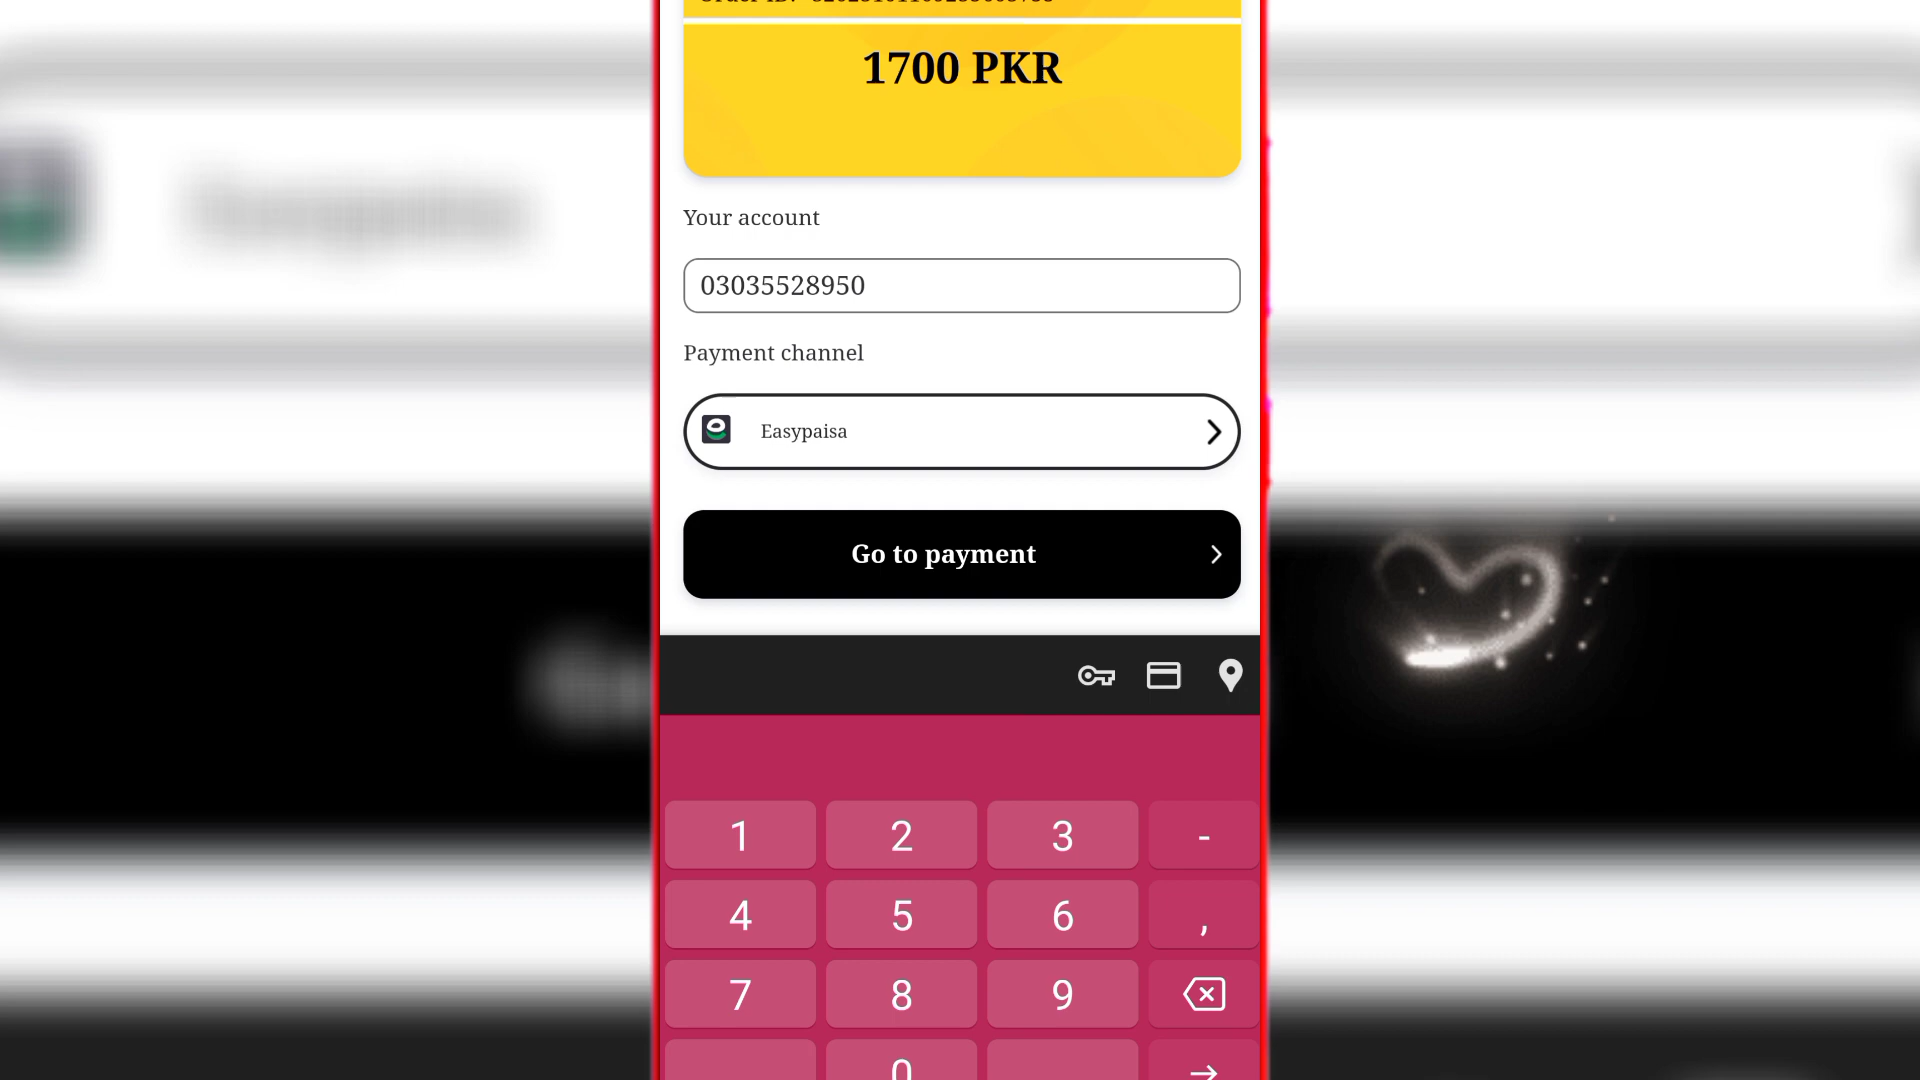 1700 PKR
Your account
03035528950
Payment channel
Easypaisa
Go to payment
1 2 3 -
4 5 6 ,
7 8 9
0